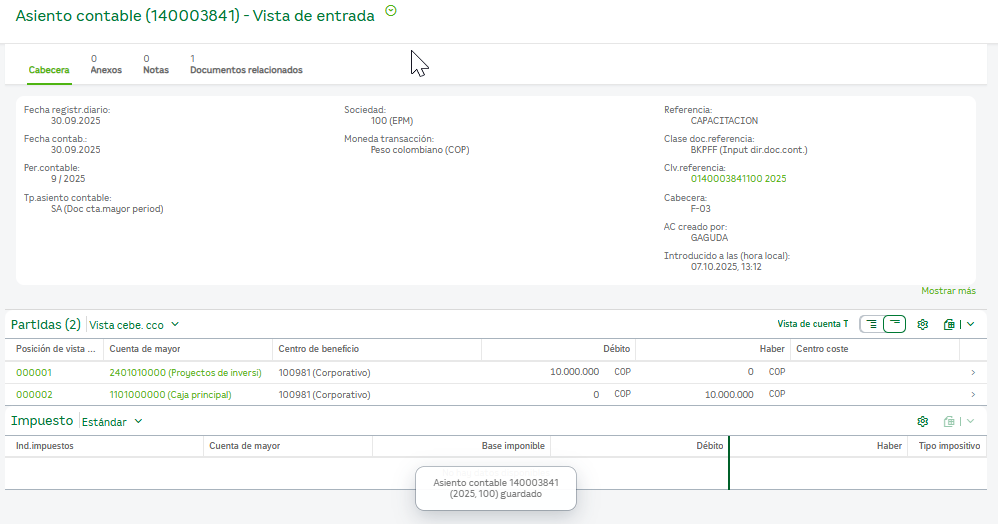 Asiento contable (140003841) - Vista de entrada
0 0 1
Cabecera Anexos Notas Documentos relacionados
Fecha registr.diario: Sociedad: Referencia:
30.09.2025 100 (EPM) CAPACITACION
Fecha contab.: Moneda transacción: Clase doc.referencia:
30.09.2025 Peso colombiano (COP) BKPFF (Input dir.doc.cont.)
Per.contable: Clv.referencia:
9 / 2025 0140003841100 2025
Tp.asiento contable: Cabecera:
SA (Doc cta.mayor period) F-03
AC creado por:
GAGUDA
Introducido a las (hora local):
07.10.2025, 13:12
Mostrar más
Partidas (2) Vista cebe. cco Vista de cuenta T
Posición de vista ... Cuenta de mayor Centro de beneficio Débito Haber Centro coste
000001 2401010000 (Proyectos de inversi) 100981 (Corporativo) 10.000.000 COP 0 COP
000002 1101000000 (Caja principal) 100981 (Corporativo) 0 COP 10.000.000 COP
Impuesto Estándar
Ind.impuestos Cuenta de mayor Base imponible Débito Haber Tipo impositivo
Asiento contable 140003841
(2025, 100) guardado